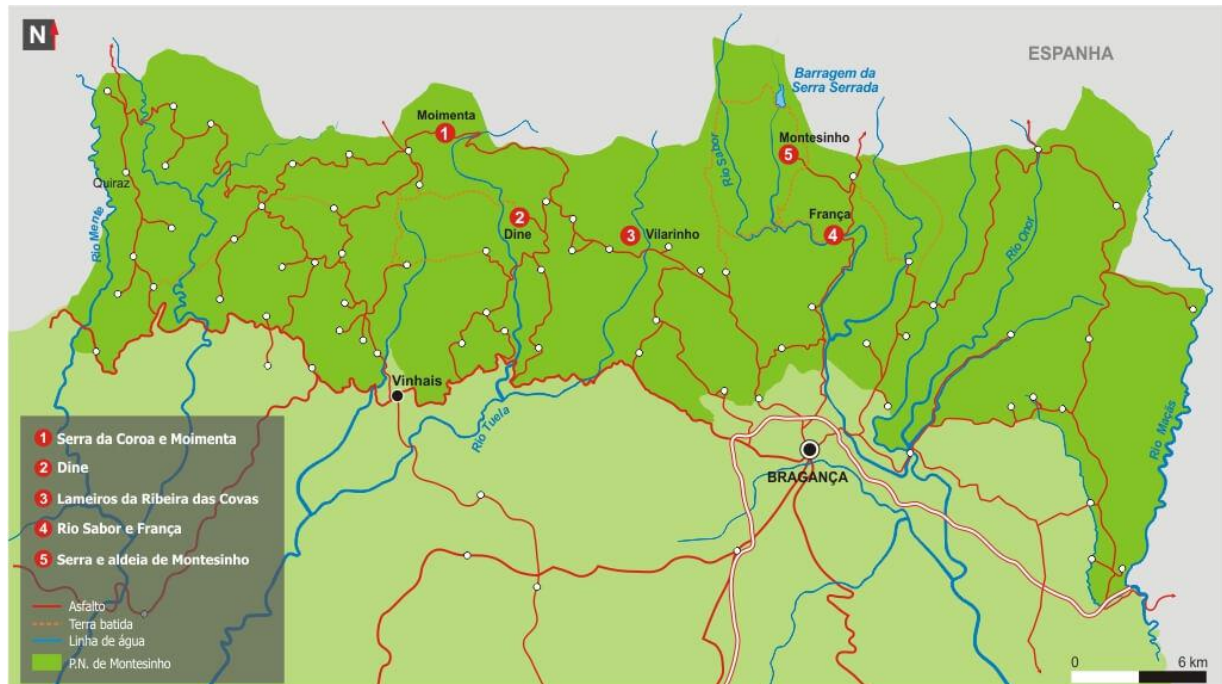 N
ESPANHA
Barragem da
Serra Serrada
Moimenta
1
Montesinho
5
Rio Sabor
Quiraz
Rio Mente
2
Dine
França
4
3
Vilarinho
Rio Onor
Vinhais
Rio Tuela
Rio Maçãs
BRAGANÇA
1 Serra da Coroa e Moimenta
2 Dine
3 Lameiros da Ribeira das Covas
4 Rio Sabor e França
5 Serra e aldeia de Montesinho
Asfalto
Terra batida
Linha de água
P.N. de Montesinho
0 6 km